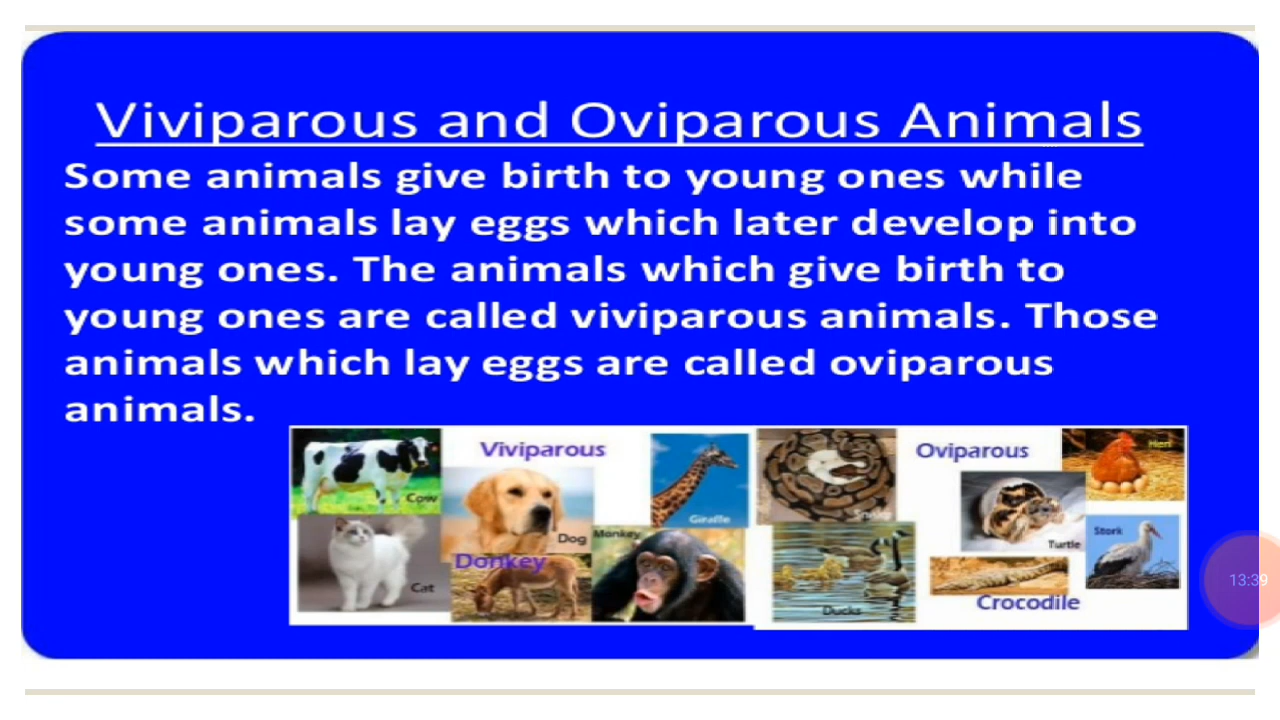 Viviparous and Oviparous Animals
Some animals give birth to young ones while
some animals lay eggs which later develop into
young ones. The animals which give birth to
young ones are called viviparous animals. Those
animals which lay eggs are called oviparous
animals.
Viviparous
Cow
Dog
Giraffe
Cat
Donkey
Monkey
Oviparous
Snake
Hen
Turtle
Stork
Ducks
Crocodile
13:39